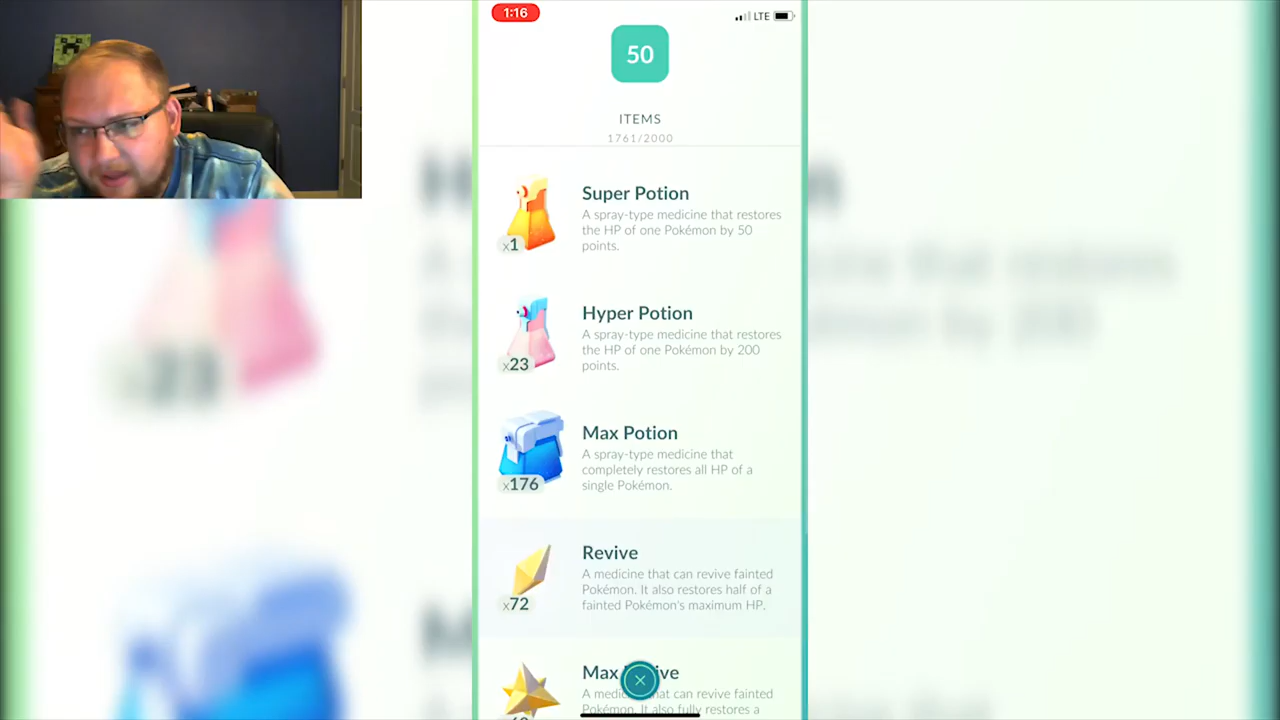 1:16
LTE
50
ITEMS
1761/2000
Super Potion
A spray-type medicine that restores
the HP of one Pokémon by 50
points.
x1
Hyper Potion
A spray-type medicine that restores
the HP of one Pokémon by 200
points.
x23
Max Potion
A spray-type medicine that
completely restores all HP of a
single Pokémon.
x176
Revive
A medicine that can revive fainted
Pokémon. It also restores half of a
fainted Pokémon's maximum HP.
x72
Max
A that can revive fainted
Pokémon. It also fully restores a